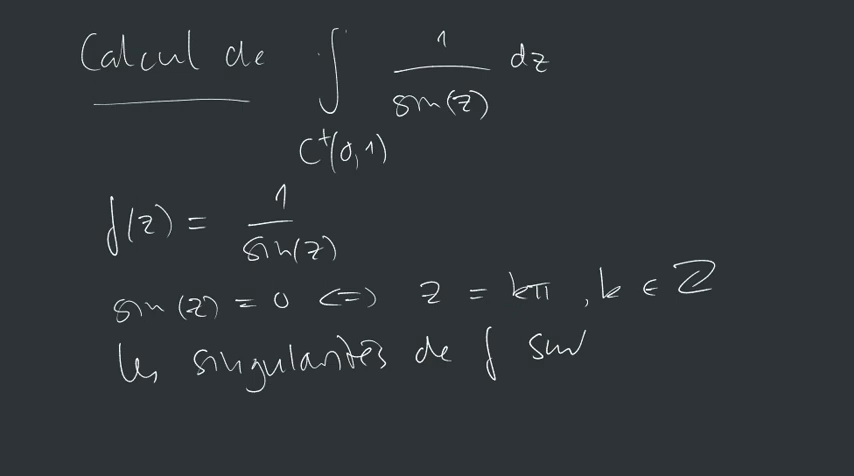 Calcul de ∫_{C⁺(0,1)} 1/sin(z) dz
f(z) = 1/sin(z)
sin(z) = 0 <=> z = kπ, k ∈ ℤ
les singularités de f sur